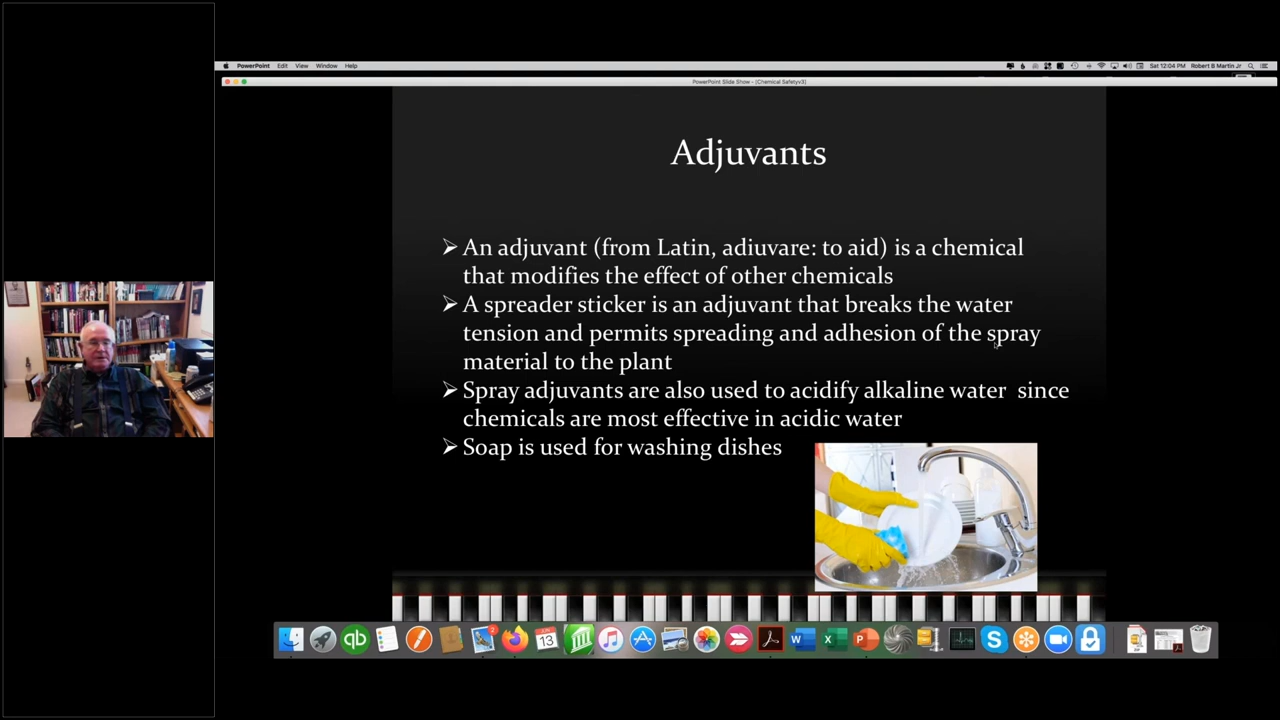 PowerPoint Edit View Window Help
Sat 12:04 PM Robert B Martin Jr
PowerPoint Slide Show - [Chemical Safetyv3]
Adjuvants
➢ An adjuvant (from Latin, adiuvare: to aid) is a chemical
that modifies the effect of other chemicals
➢ A spreader sticker is an adjuvant that breaks the water
tension and permits spreading and adhesion of the spray
material to the plant
➢ Spray adjuvants are also used to acidify alkaline water since
chemicals are most effective in acidic water
➢ Soap is used for washing dishes
qb
2
JUN
13
W
X
P
S